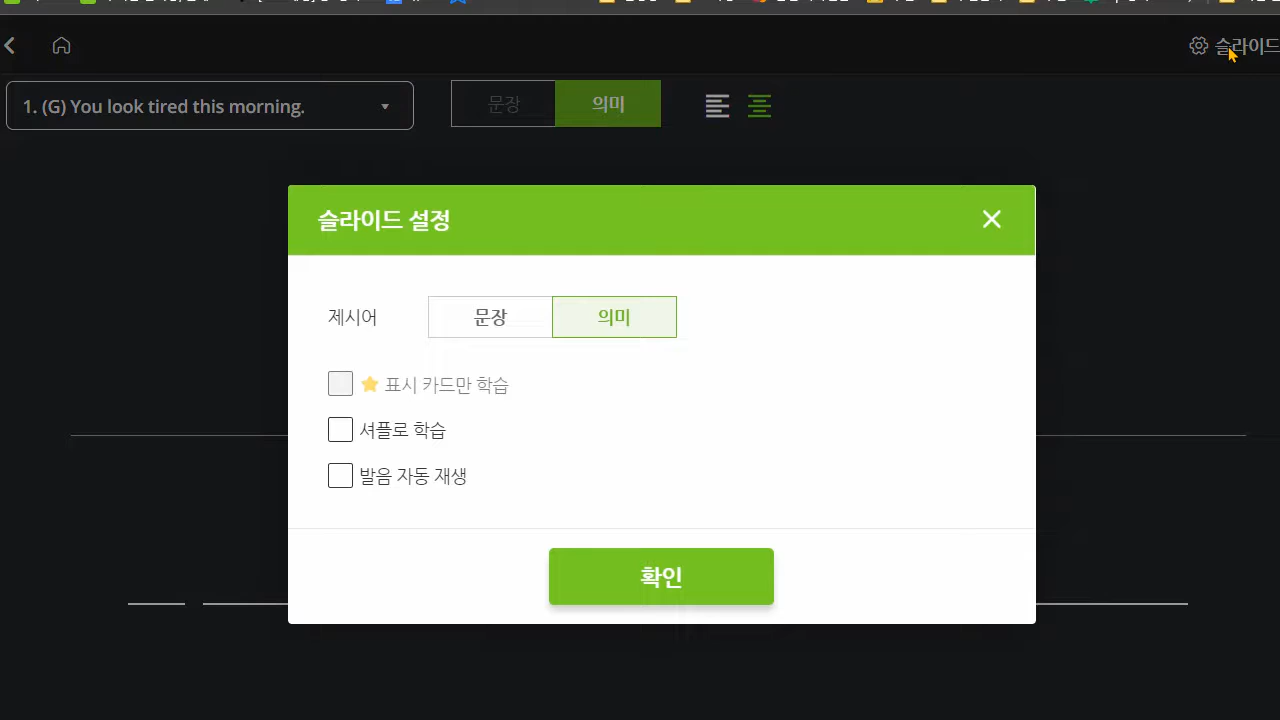 슬라이드
1. (G) You look tired this morning.
문장
의미
슬라이드 설정
제시어
문장
의미
표시 카드만 학습
셔플로 학습
발음 자동 재생
확인